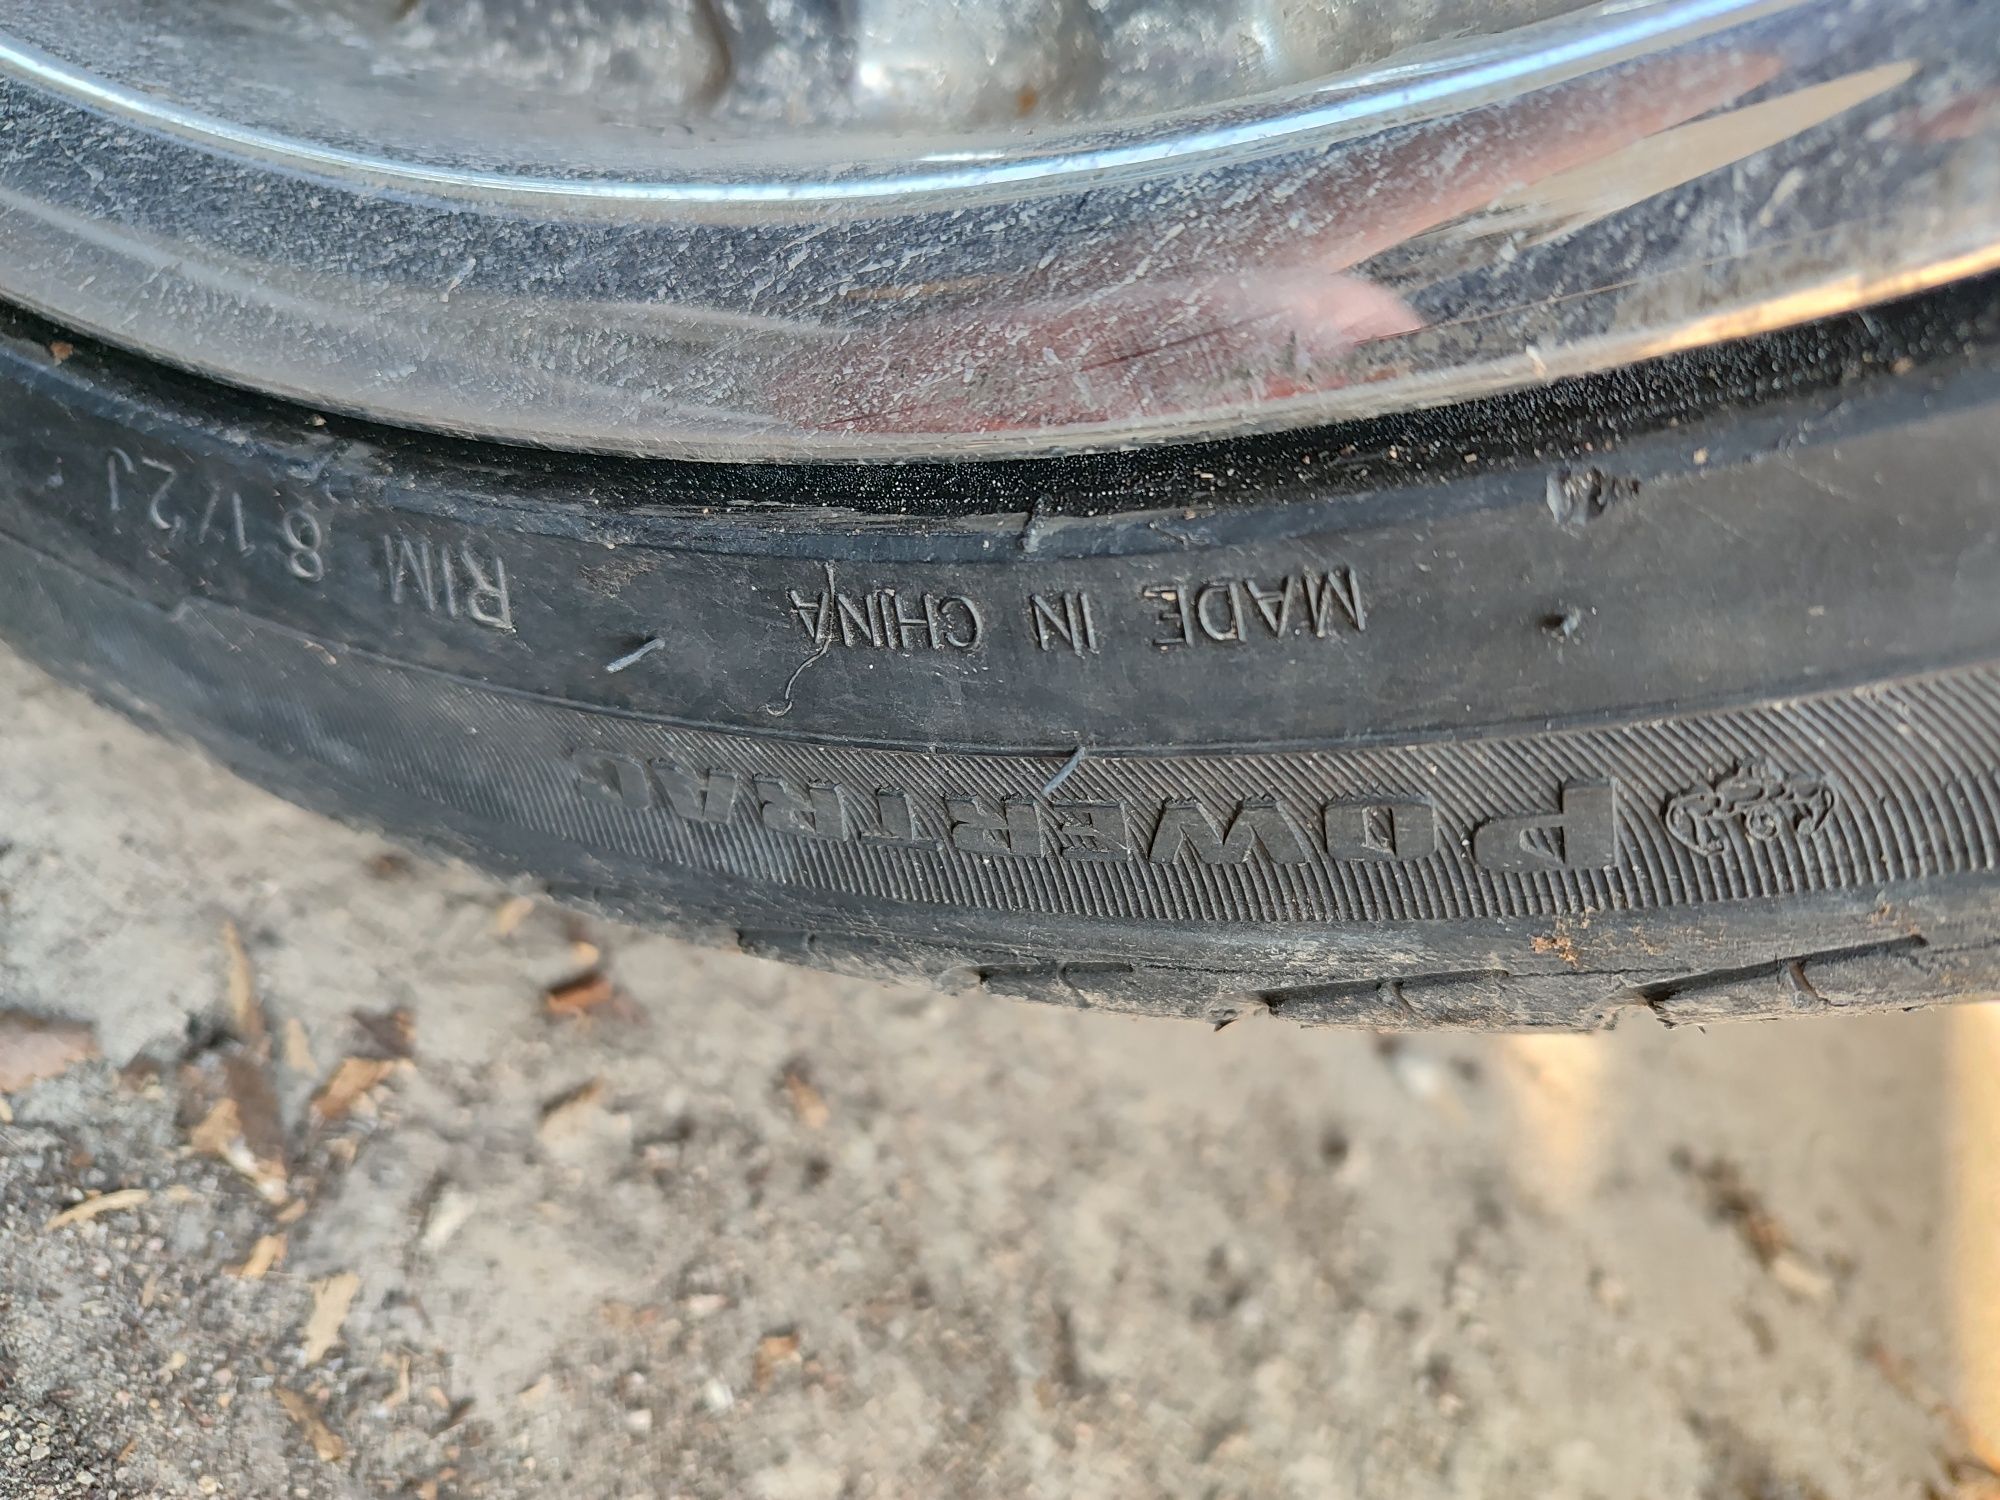 POWERTRAC
MADE IN CHINA
RIM 8 1/2J